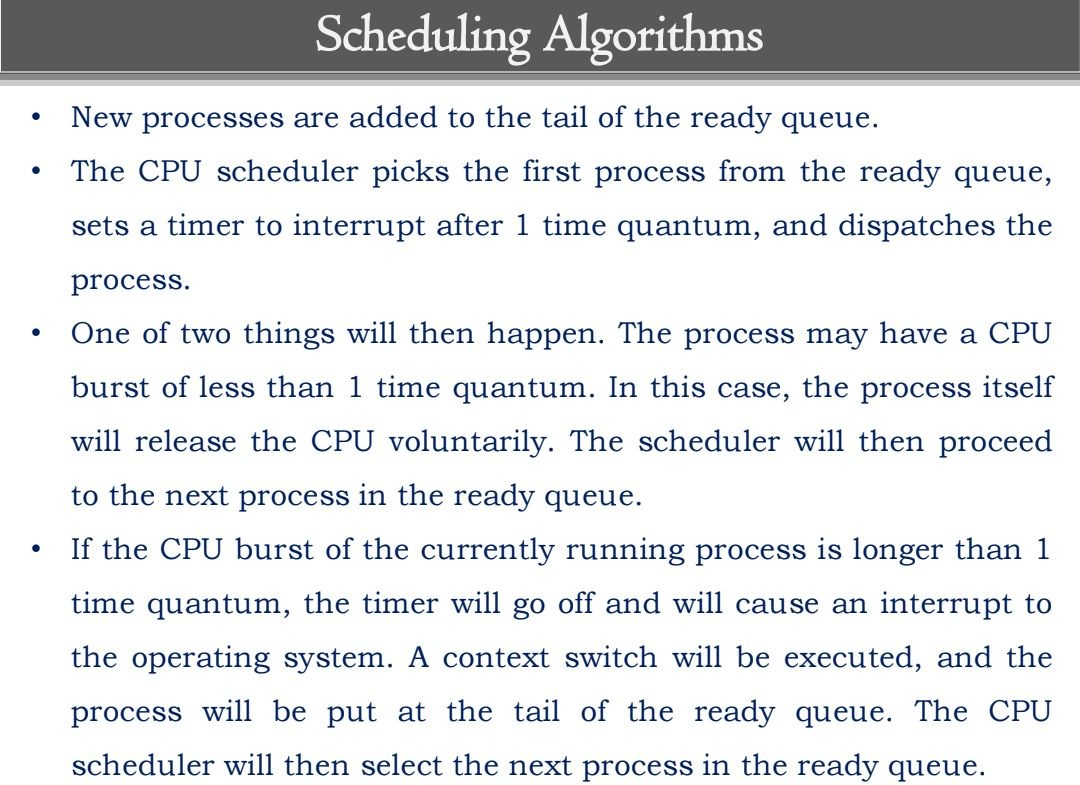 Scheduling Algorithms
• New processes are added to the tail of the ready queue.
• The CPU scheduler picks the first process from the ready queue,
sets a timer to interrupt after 1 time quantum, and dispatches the
process.
• One of two things will then happen. The process may have a CPU
burst of less than 1 time quantum. In this case, the process itself
will release the CPU voluntarily. The scheduler will then proceed
to the next process in the ready queue.
• If the CPU burst of the currently running process is longer than 1
time quantum, the timer will go off and will cause an interrupt to
the operating system. A context switch will be executed, and the
process will be put at the tail of the ready queue. The CPU
scheduler will then select the next process in the ready queue.